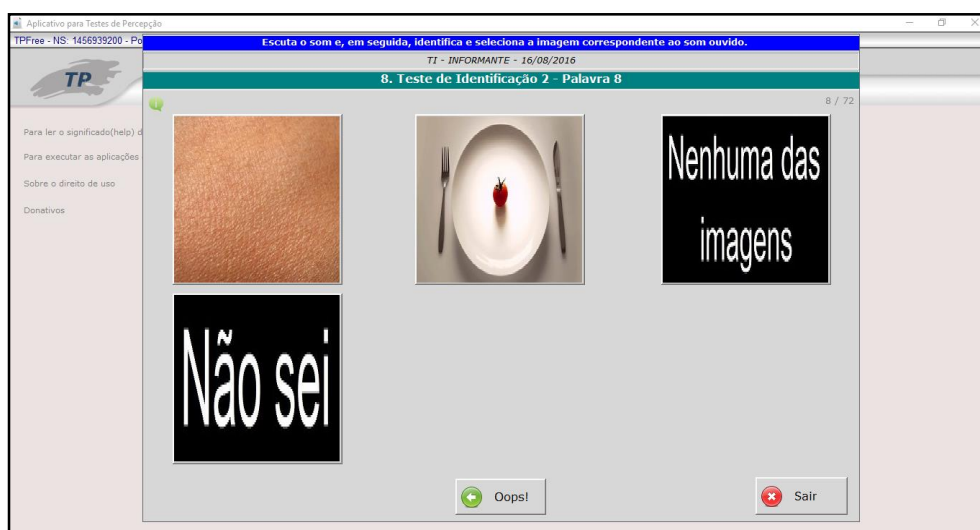 Aplicativo para Testes de Percepção
TPFree - NS: 1456939200 - Po
Escuta o som e, em seguida, identifica e seleciona a imagem correspondente ao som ouvido.
TI - INFORMANTE - 16/08/2016
8. Teste de Identificação 2 - Palavra 8
TP
8 / 72
Para ler o significado(help) d
Para executar as aplicações
Sobre o direito de uso
Donativos
Nenhuma das
imagens
Não sei
Oops!
Sair